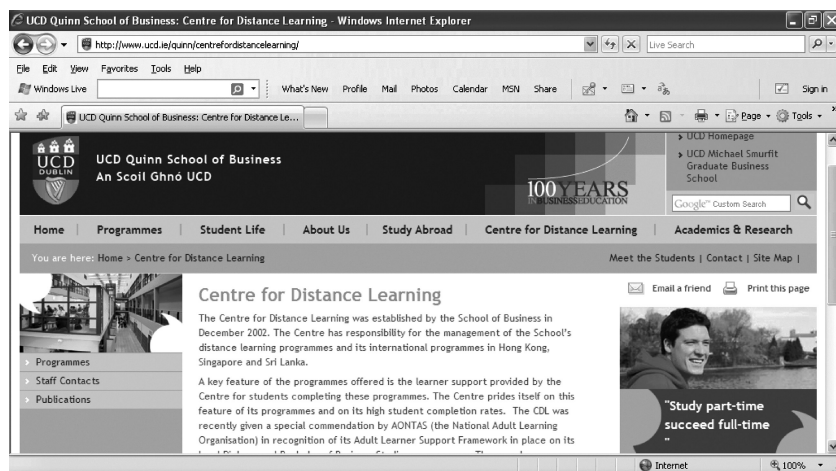 UCD Quinn School of Business: Centre for Distance Learning - Windows Internet Explorer
http://www.ucd.ie/quinn/centrefordistancelearning/
Live Search
File Edit View Favorites Tools Help
Windows Live
What's New Profile Mail Photos Calendar MSN Share
Sign in
UCD Quinn School of Business: Centre for Distance Le...
Page Tools
UCD Homepage
UCD Michael Smurfit
Graduate Business
School
UCD
DUBLIN
UCD Quinn School of Business
An Scoil Ghnó UCD
100 YEARS
IN BUSINESS EDUCATION
Google™ Custom Search
Home | Programmes | Student Life | About Us | Study Abroad | Centre for Distance Learning | Academics & Research
You are here: Home > Centre for Distance Learning
Meet the Students | Contact | Site Map |
Email a friend Print this page
Programmes
Staff Contacts
Publications
Centre for Distance Learning
The Centre for Distance Learning was established by the School of Business in
December 2002. The Centre has responsibility for the management of the School's
distance learning programmes and its international programmes in Hong Kong,
Singapore and Sri Lanka.
A key feature of the programmes offered is the learner support provided by the
Centre for students completing these programmes. The Centre prides itself on this
feature of its programmes and on its high student completion rates. The CDL was
recently given a special commendation by AONTAS (the National Adult Learning
Organisation) in recognition of its Adult Learner Support Framework in place on its
"Study part-time
succeed full-time
"
Internet
100%